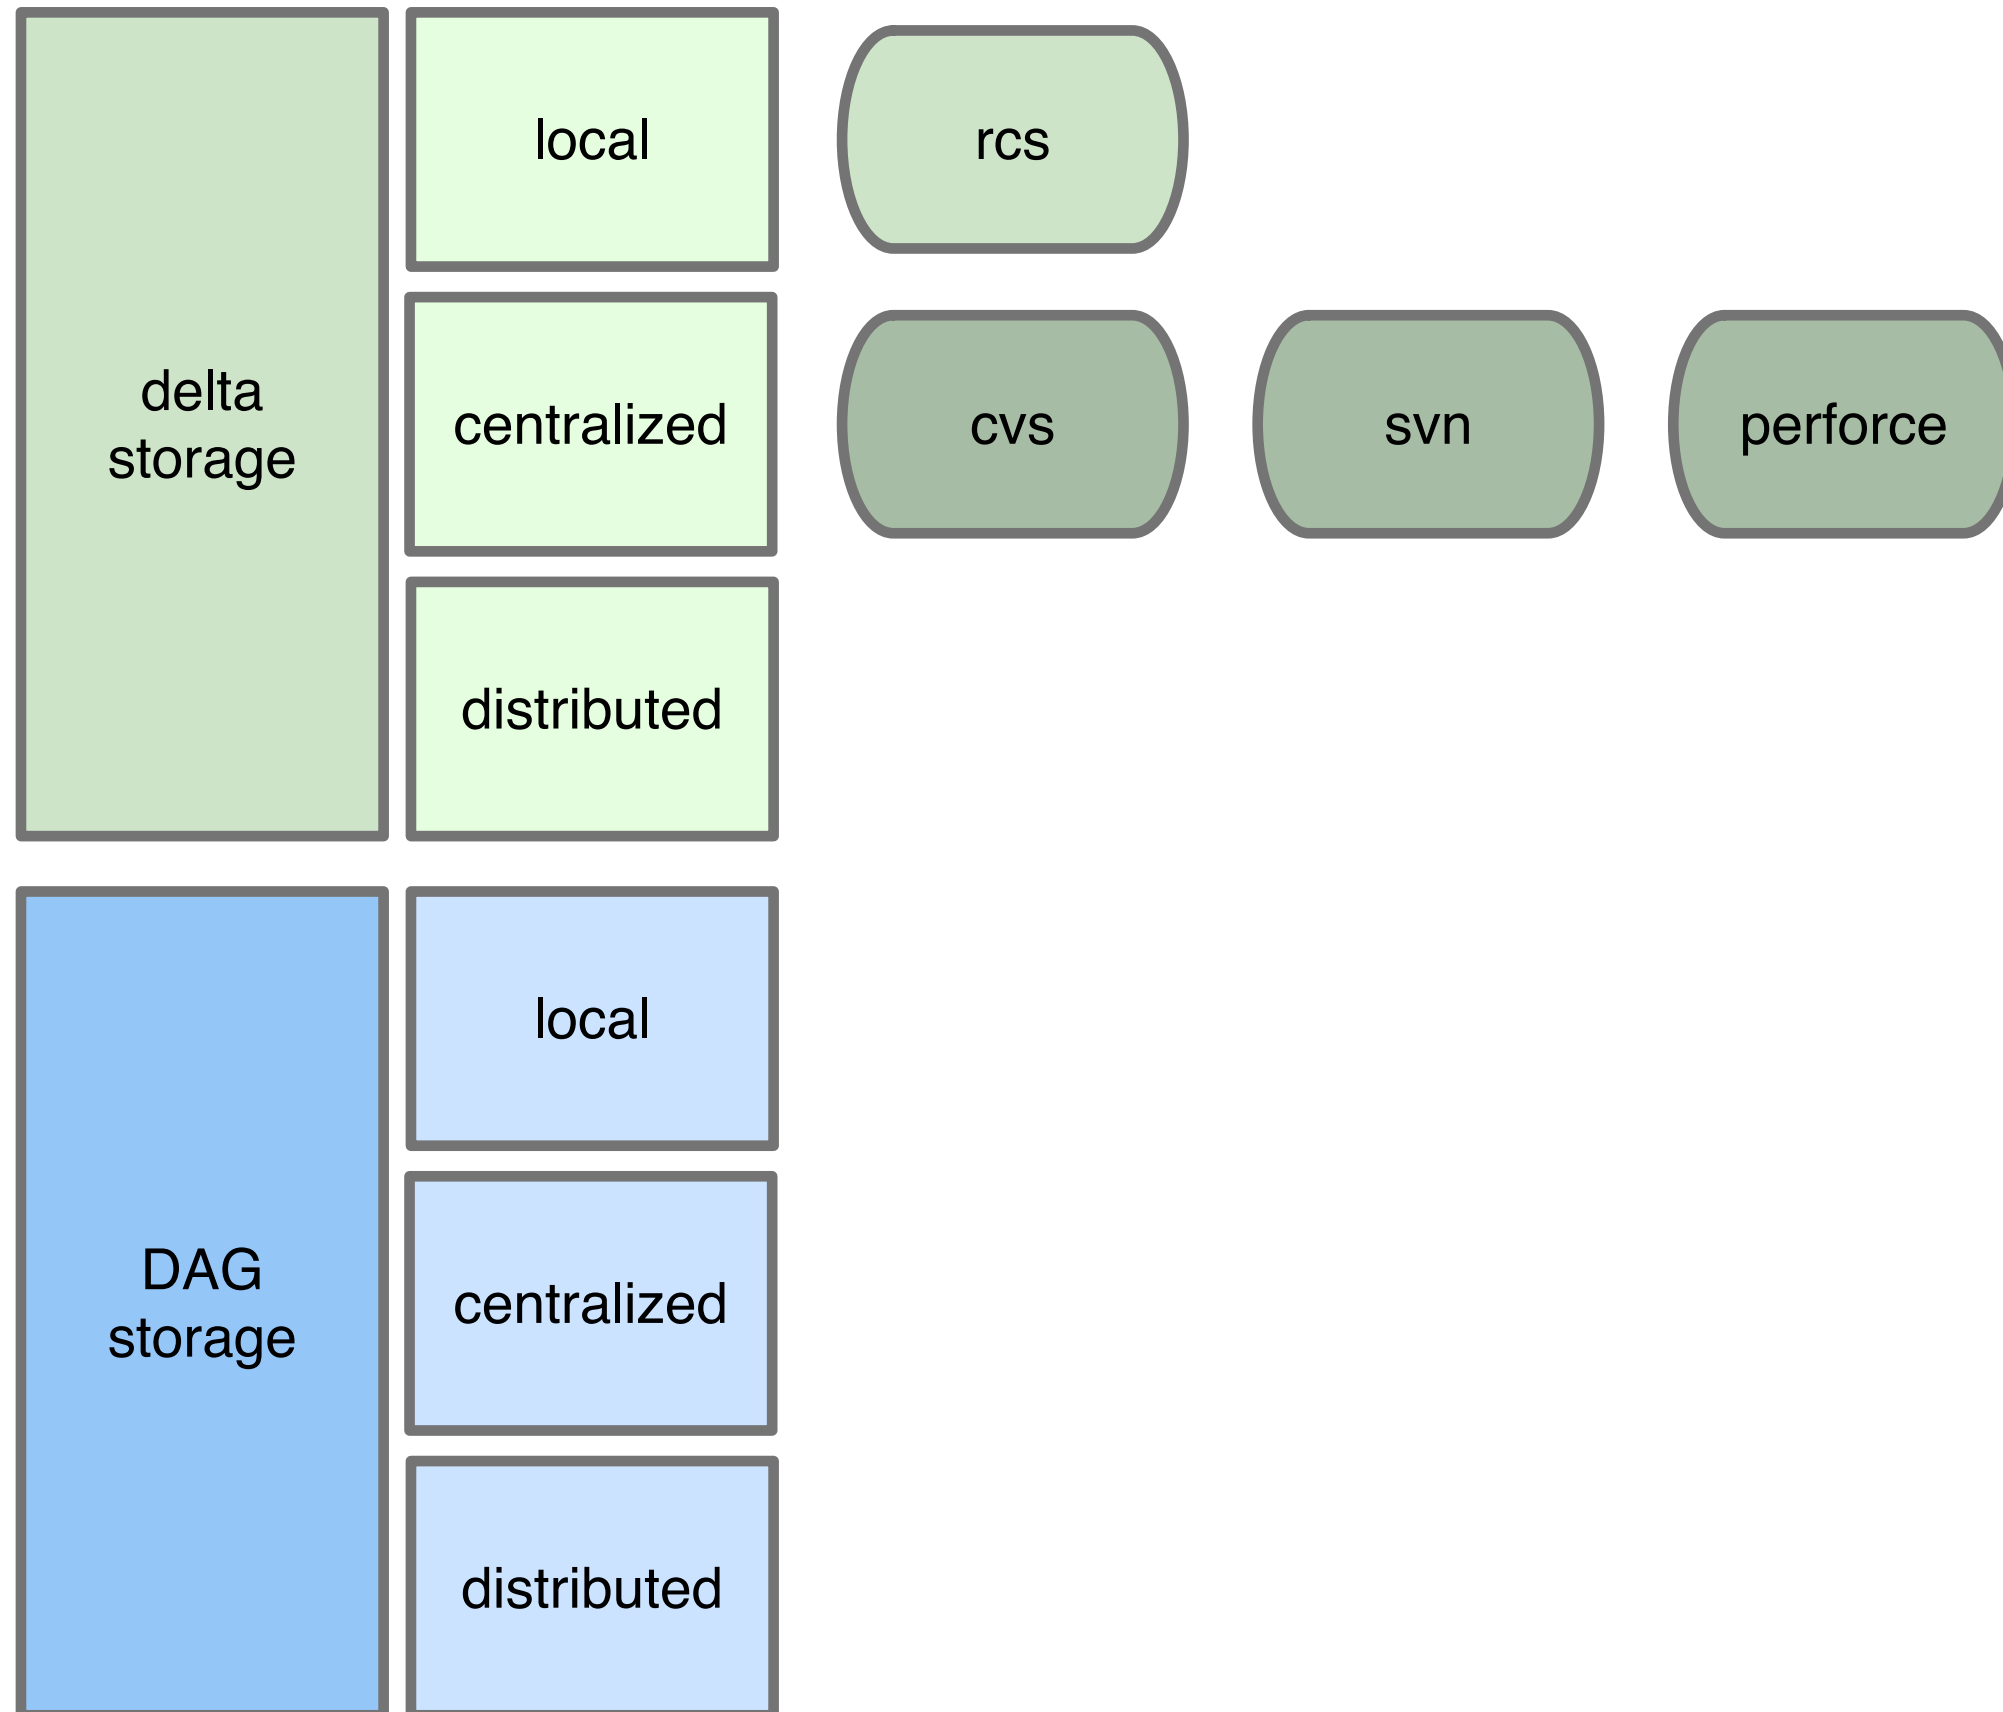 local
rcs
delta
storage
centralized
cvs
svn
perforce
distributed
local
DAG
storage
centralized
distributed